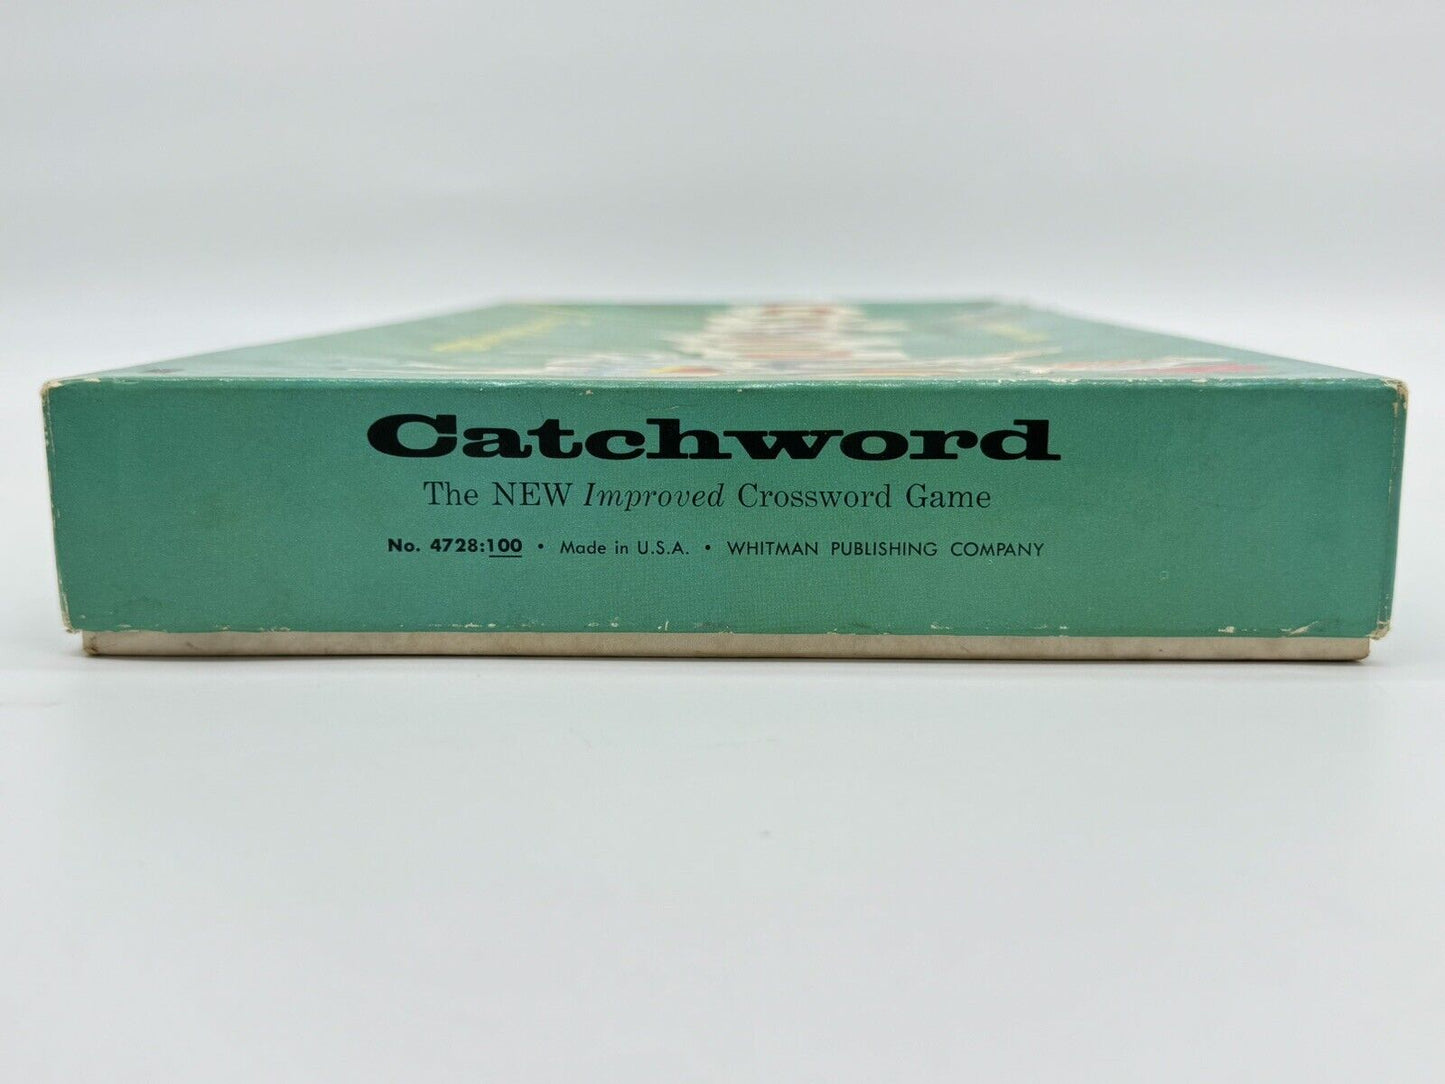 Catchword
The NEW Improved Crossword Game
No. 4728:100 • Made in U.S.A. • WHITMAN PUBLISHING COMPANY